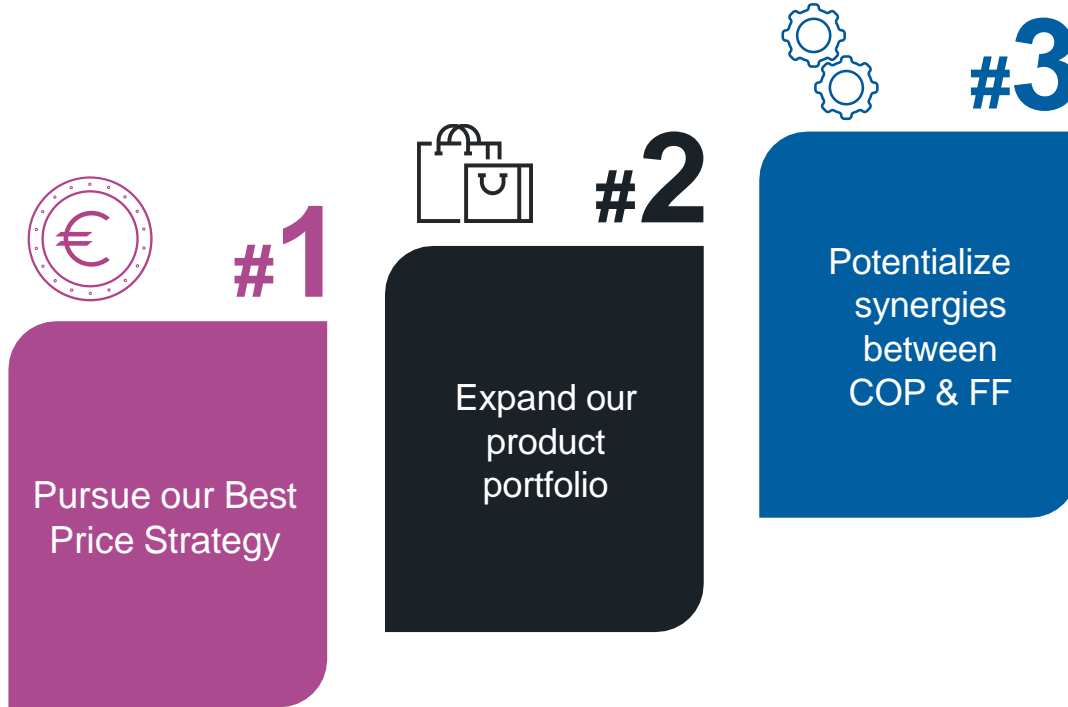 #1
Pursue our Best
Price Strategy
#2
Expand our
product
portfolio
#3
Potentialize
synergies
between
COP & FF